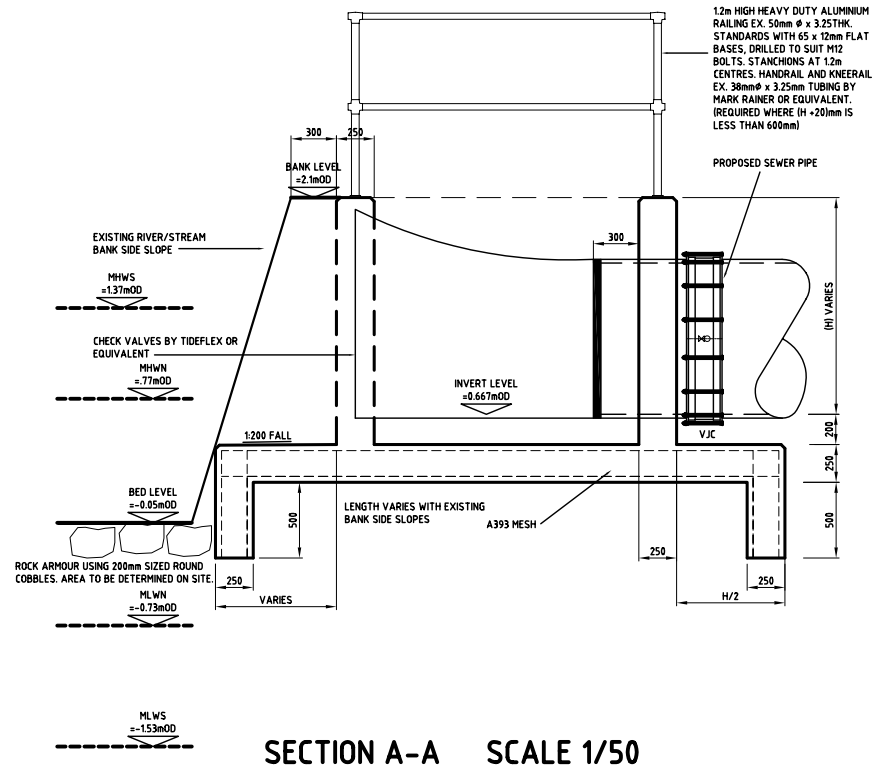 1.2m HIGH HEAVY DUTY ALUMINIUM
RAILING EX. 50mm ø x 3.25THK.
STANDARDS WITH 65 x 12mm FLAT
BASES, DRILLED TO SUIT M12
BOLTS. STANCHIONS AT 1.2m
CENTRES. HANDRAIL AND KNEERAIL
EX. 38mmø x 3.25mm TUBING BY
MARK RAINER OR EQUIVALENT.
(REQUIRED WHERE (H +20)mm IS
LESS THAN 600mm)
300
250
BANK LEVEL
=2.1mOD
PROPOSED SEWER PIPE
EXISTING RIVER/STREAM
BANK SIDE SLOPE
300
MHWS
=1.37mOD
(H) VARIES
CHECK VALVES BY TIDEFLEX OR
EQUIVALENT
MHWN
=.77mOD
INVERT LEVEL
=0.667mOD
1:200 FALL
VJC
200
250
BED LEVEL
=-0.05mOD
500
LENGTH VARIES WITH EXISTING
BANK SIDE SLOPES
A393 MESH
500
ROCK ARMOUR USING 200mm SIZED ROUND
COBBLES. AREA TO BE DETERMINED ON SITE.
250
250
250
MLWN
=-0.73mOD
VARIES
H/2
MLWS
=-1.53mOD
SECTION A-A SCALE 1/50